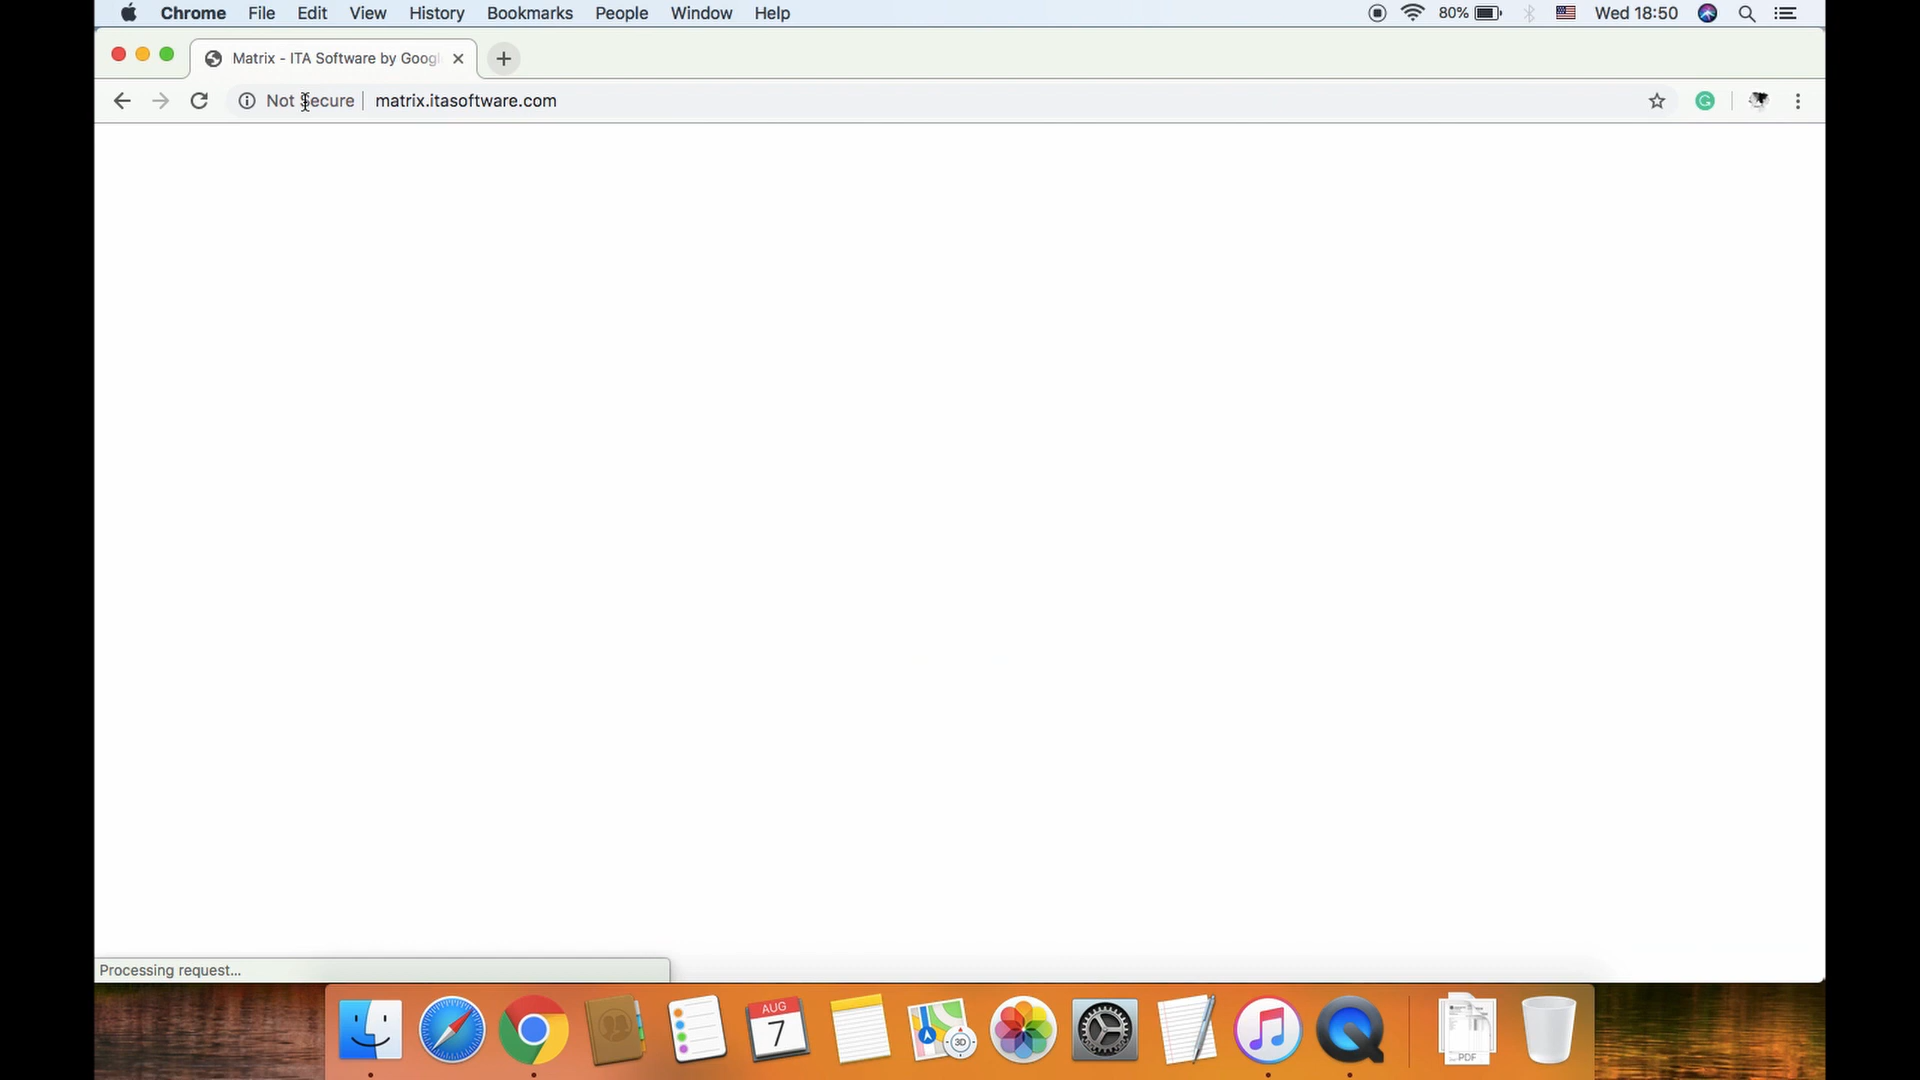 Chrome File Edit View History Bookmarks People Window Help 80% Wed 18:50
Matrix - ITA Software by Googl
Not Secure matrix.itasoftware.com
Processing request...
AUG
7
3D
PDF